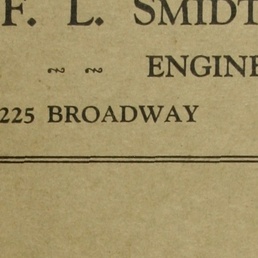 F. L. SMIDT
ENGINE
225 BROADWAY